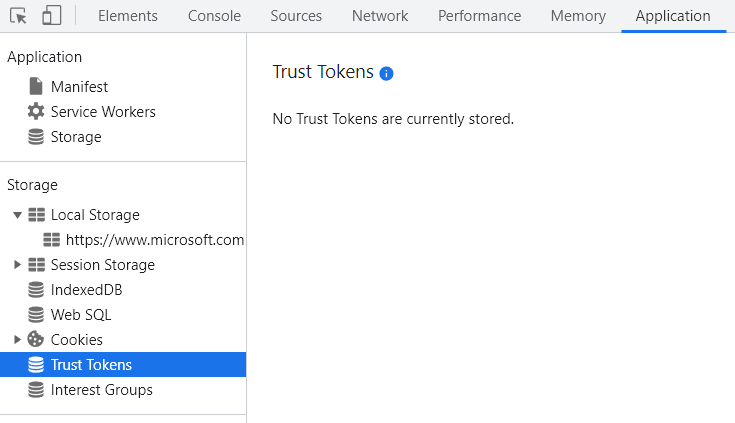 Elements Console Sources Network Performance Memory Application
Application
Manifest
Service Workers
Storage
Storage
Local Storage
https://www.microsoft.com
Session Storage
IndexedDB
Web SQL
Cookies
Trust Tokens
Interest Groups
Trust Tokens
No Trust Tokens are currently stored.